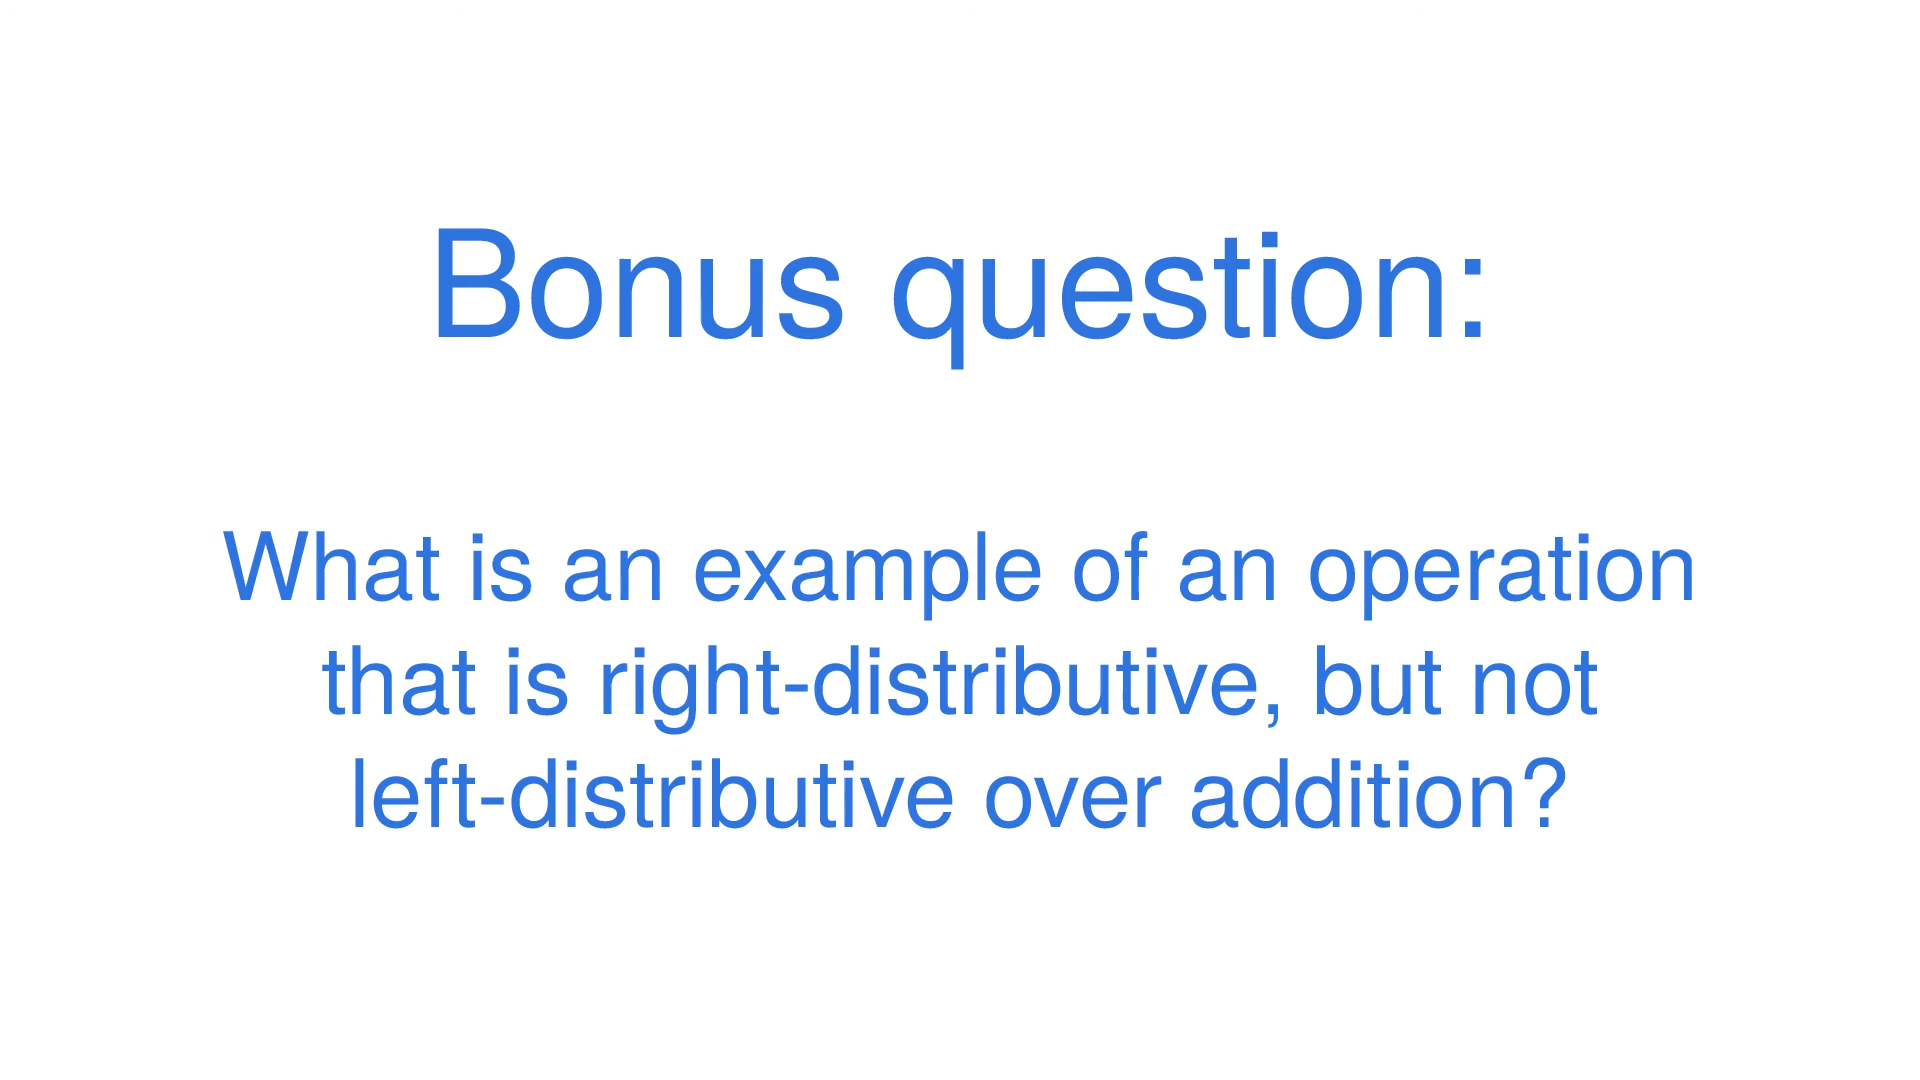 Bonus question:
What is an example of an operation
that is right-distributive, but not
left-distributive over addition?